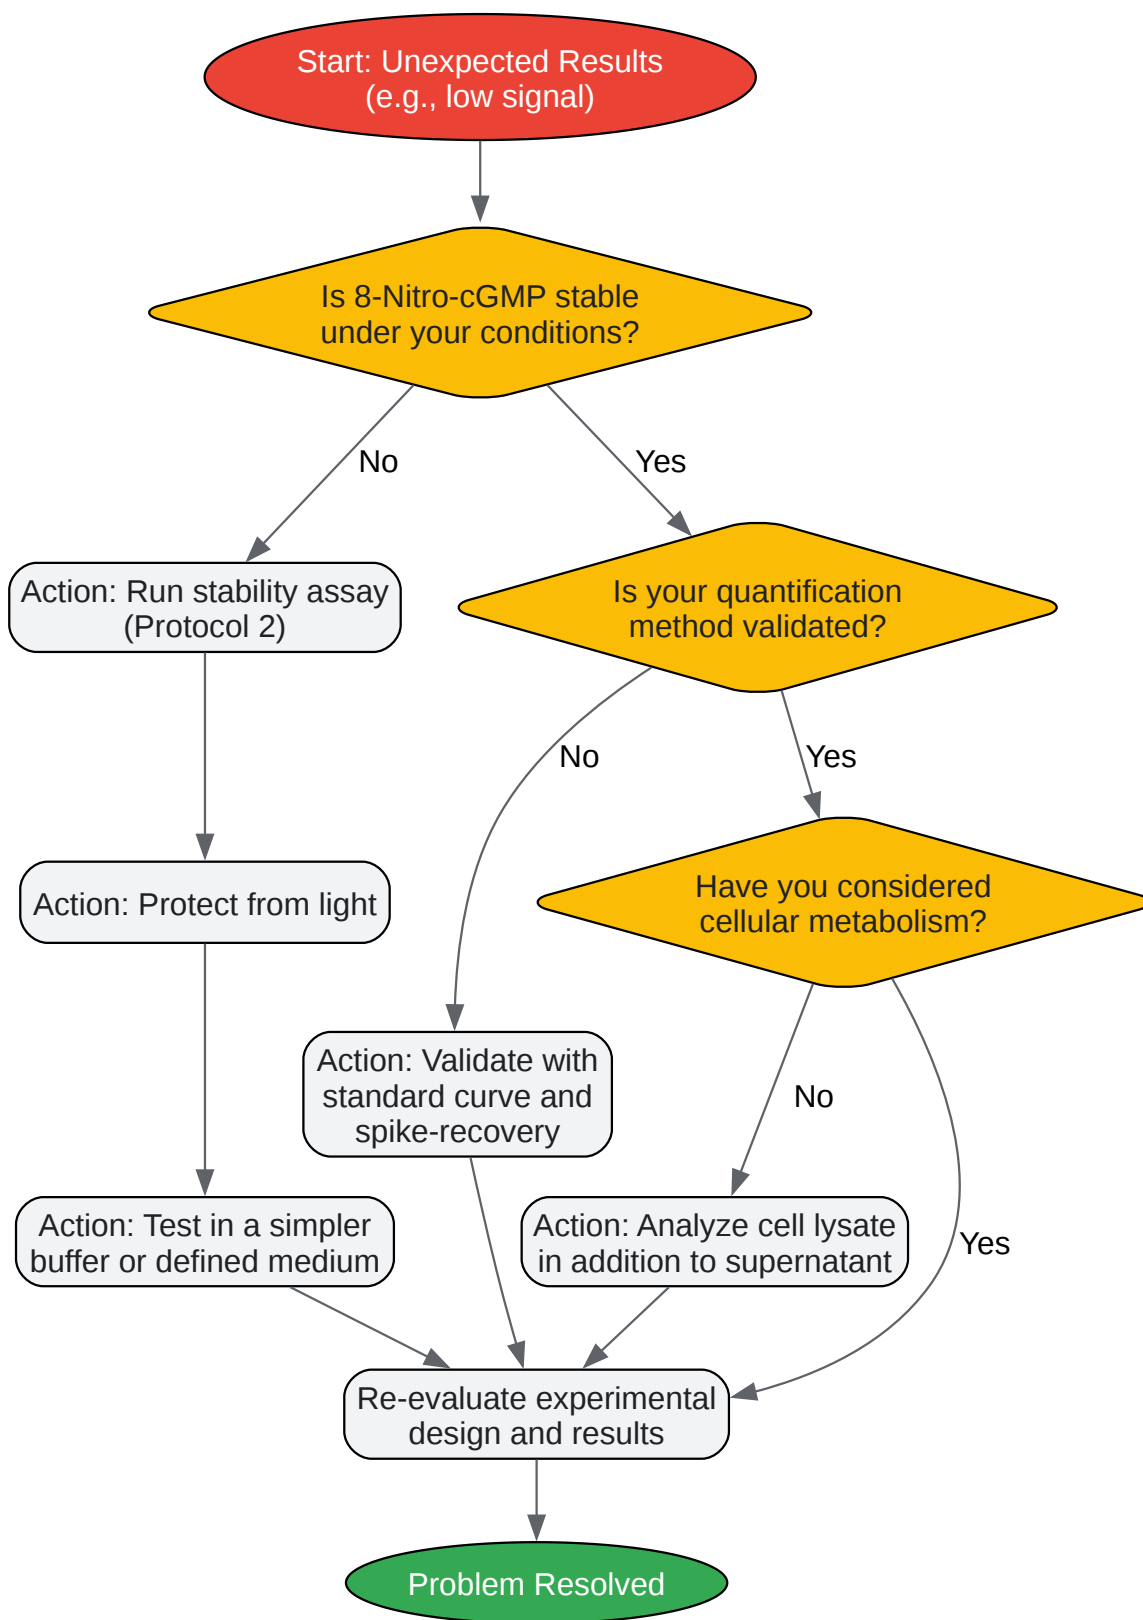 Start: Unexpected Results
(e.g., low signal)
Is 8-Nitro-cGMP stable
under your conditions?
No
Yes
Action: Run stability assay
(Protocol 2)
Is your quantification
method validated?
No
Yes
Action: Protect from light
Have you considered
cellular metabolism?
Action: Validate with
standard curve and
spike-recovery
No
Action: Test in a simpler
buffer or defined medium
Action: Analyze cell lysate
in addition to supernatant
Yes
Re-evaluate experimental
design and results
Problem Resolved